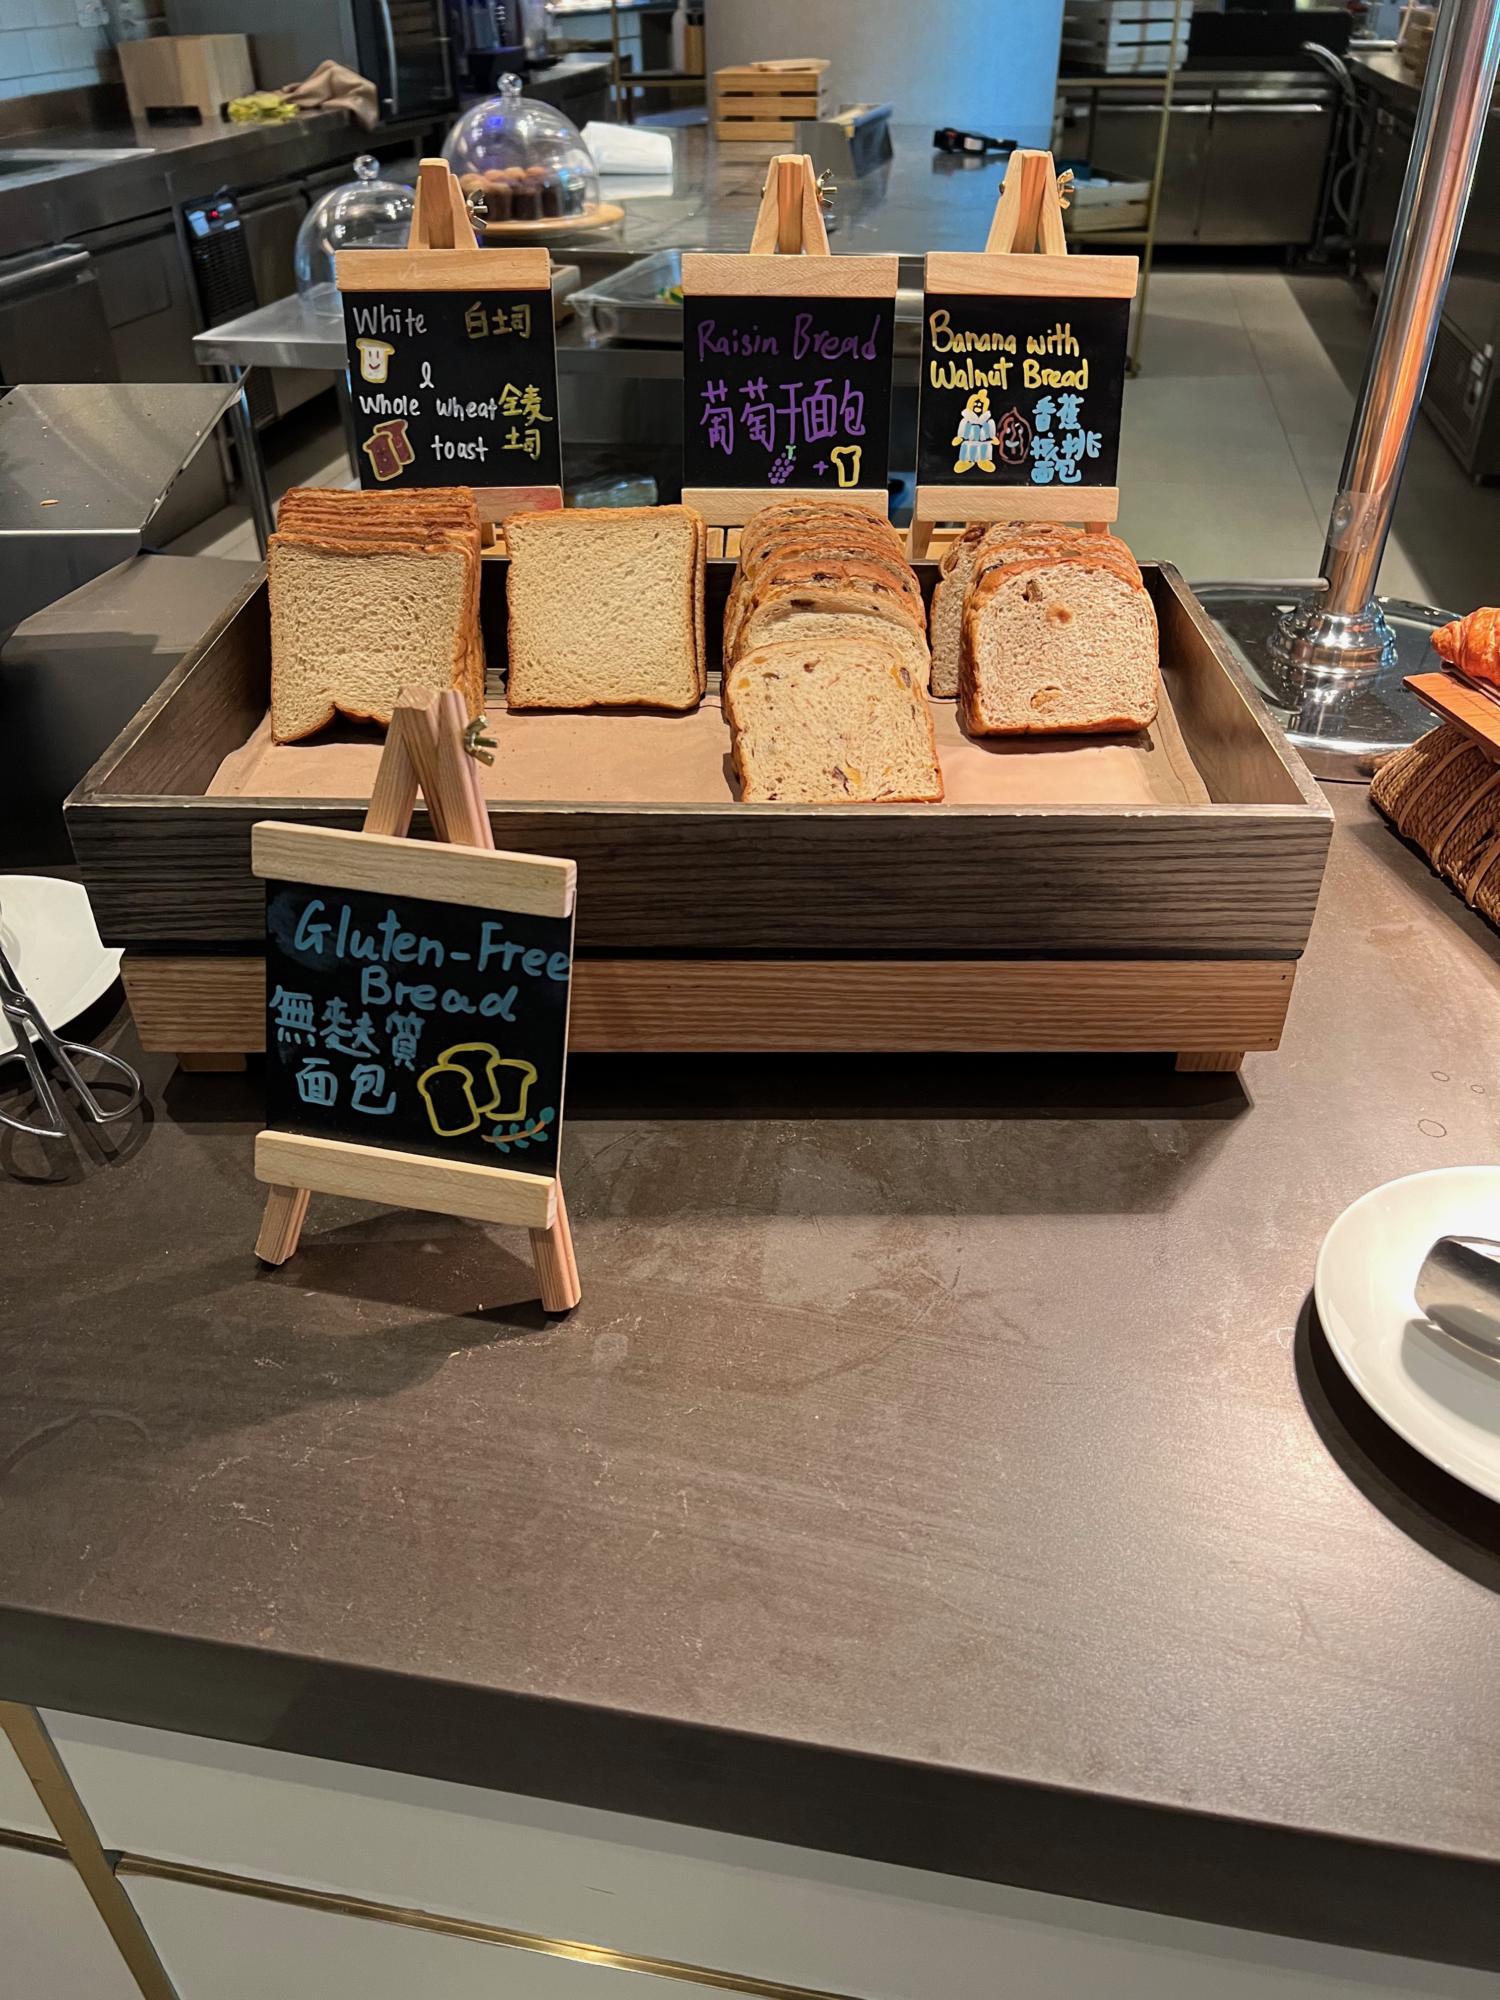 White 白土司
&
whole wheat 全麦
toast 土司
Raisin Bread
葡萄干面包
+
Banana with
Walnut Bread
香蕉
核桃
面包
Gluten-Free
Bread
無麩質
面包